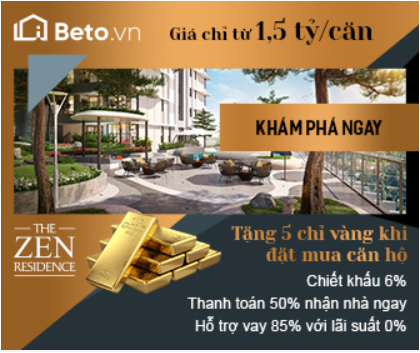 Beto.vn
Giá chỉ từ 1,5 tỷ/căn
KHÁM PHÁ NGAY
THE
ZEN
RESIDENCE
Tặng 5 chỉ vàng khi
đặt mua căn hộ
Chiết khấu 6%
Thanh toán 50% nhận nhà ngay
Hỗ trợ vay 85% với lãi suất 0%